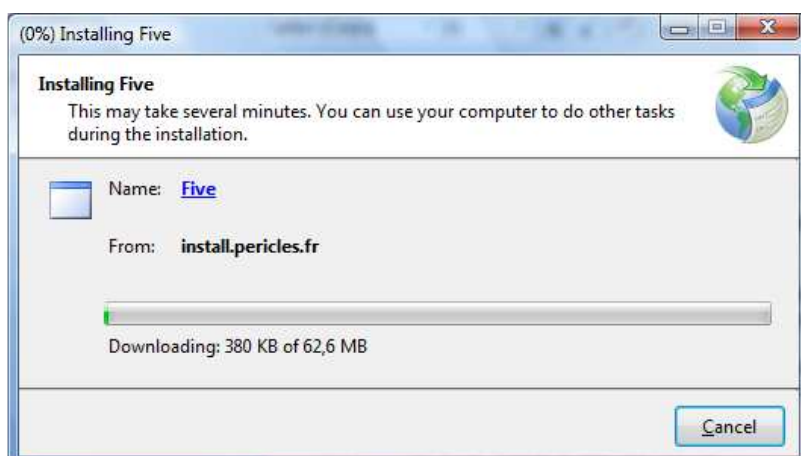 (0%) Installing Five
Installing Five
This may take several minutes. You can use your computer to do other tasks
during the installation.
Name: Five
From: install.pericles.fr
Downloading: 380 KB of 62,6 MB
Cancel